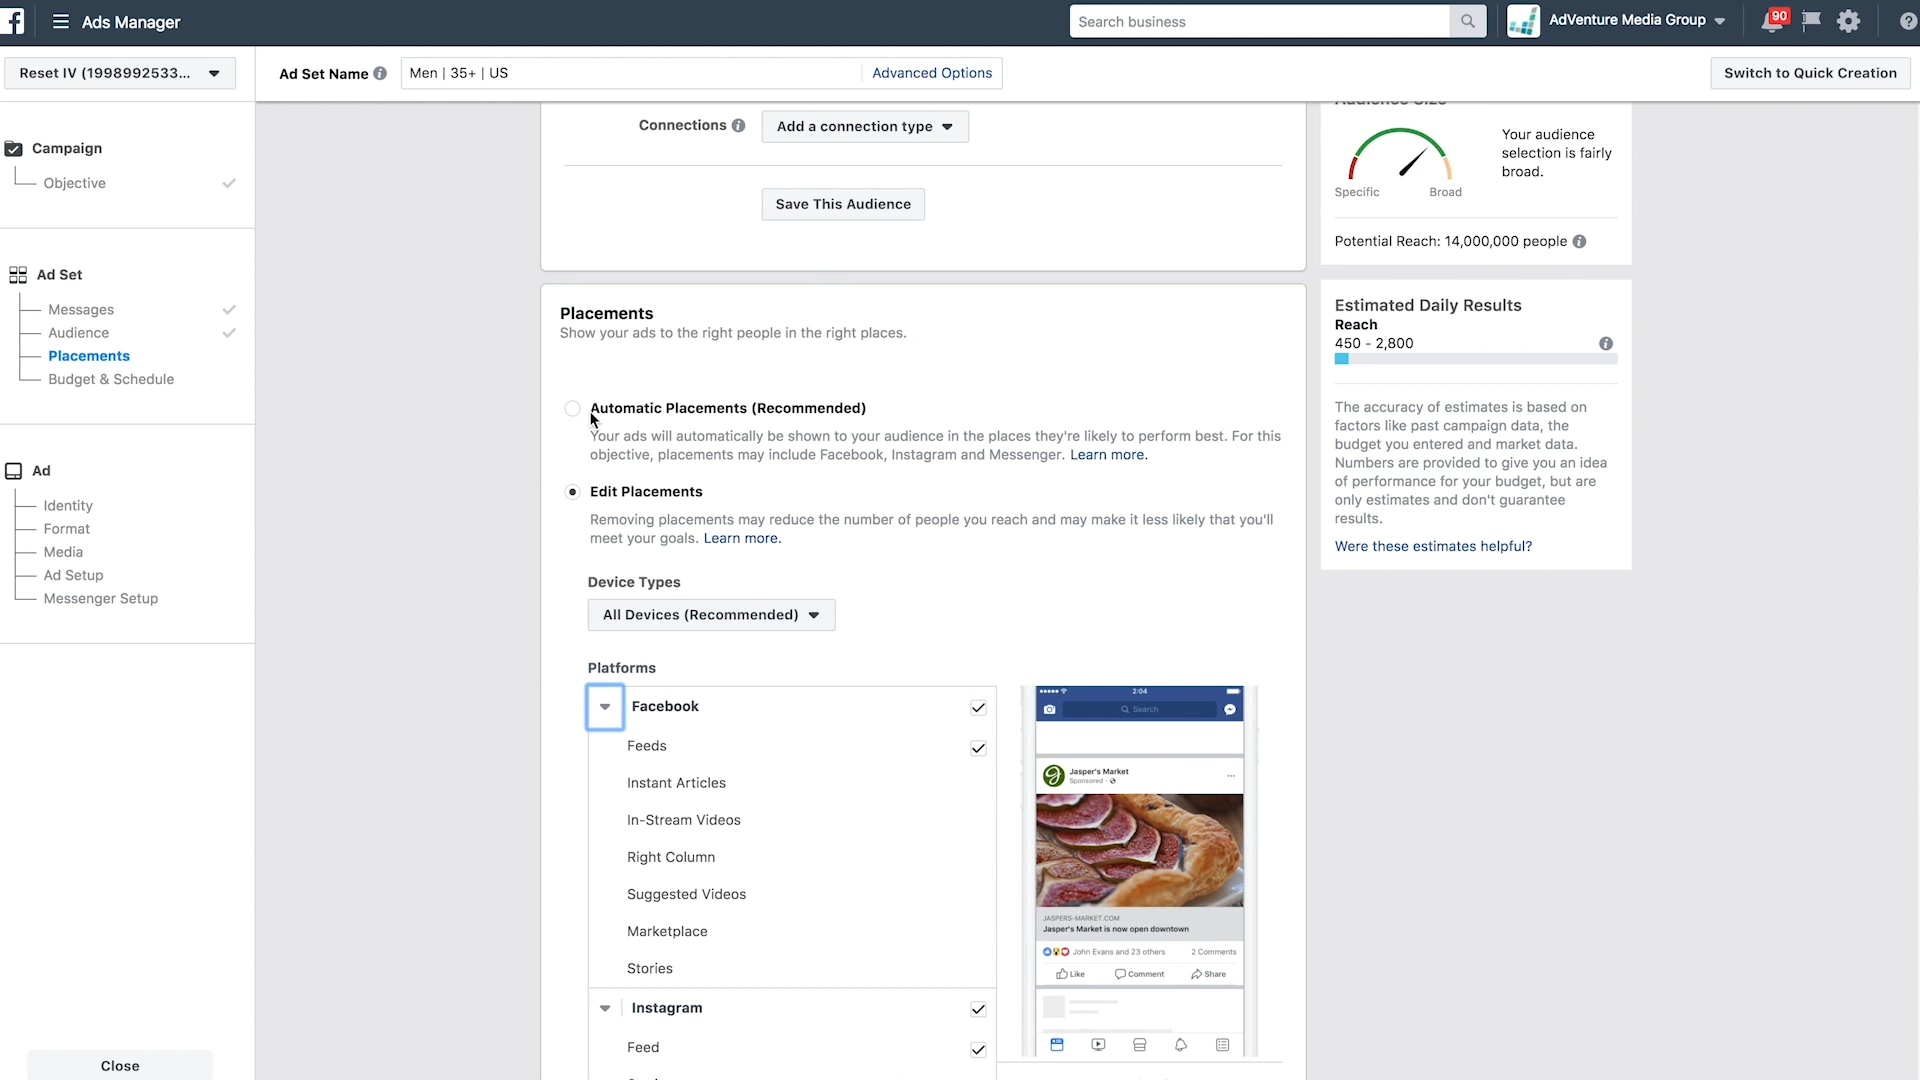 Ads Manager
Search business
AdVenture Media Group
90
Reset IV (1998992533...
Ad Set Name
Men | 35+ | US
Advanced Options
Switch to Quick Creation
Campaign
Objective
Ad Set
Messages
Audience
Placements
Budget & Schedule
Ad
Identity
Format
Media
Ad Setup
Messenger Setup
Close
Connections
Add a connection type
Save This Audience
Placements
Show your ads to the right people in the right places.
Automatic Placements (Recommended)
Your ads will automatically be shown to your audience in the places they're likely to perform best. For this
objective, placements may include Facebook, Instagram and Messenger. Learn more.
Edit Placements
Removing placements may reduce the number of people you reach and may make it less likely that you'll
meet your goals. Learn more.
Device Types
All Devices (Recommended)
Platforms
Facebook
Feeds
Instant Articles
In-Stream Videos
Right Column
Suggested Videos
Marketplace
Stories
Instagram
Feed
2:04
Search
Jasper's Market
Sponsored
JASPERS-MARKET.COM
Jasper's Market is now open downtown
John Evans and 23 others
2 Comments
Like
Comment
Share
Audience Size
Your audience
selection is fairly
broad.
Specific
Broad
Potential Reach: 14,000,000 people
Estimated Daily Results
Reach
450 - 2,800
The accuracy of estimates is based on
factors like past campaign data, the
budget you entered and market data.
Numbers are provided to give you an idea
of performance for your budget, but are
only estimates and don't guarantee
results.
Were these estimates helpful?